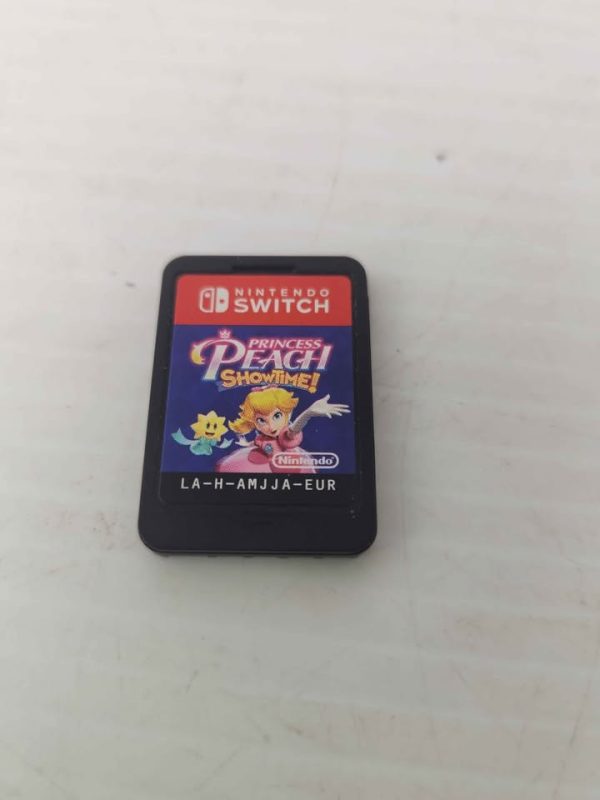 NINTENDO
SWITCH
PRINCESS
PEACH
SHOWTIME!
Nintendo
LA-H-AMJJA-EUR